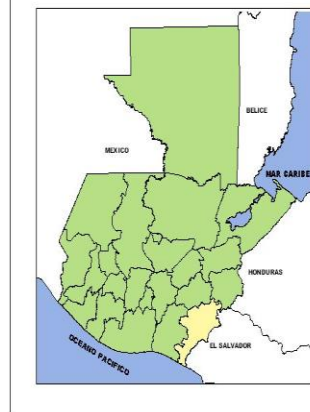 BELICE
MEXICO
MAR CARIBE
HONDURAS
EL SALVADOR
OCEANO PACIFICO